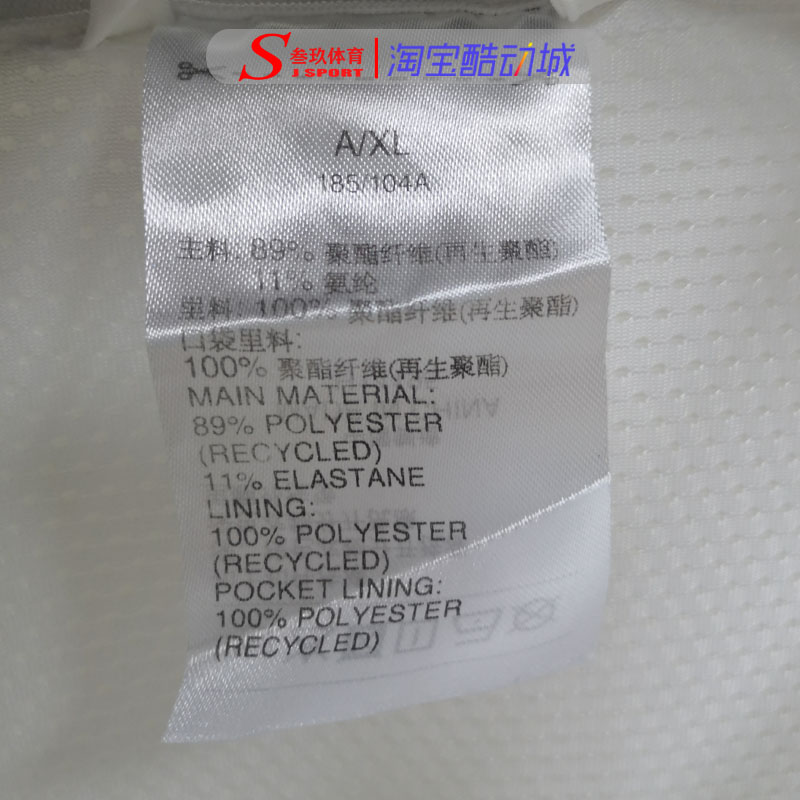 叁玖体育
J SPORT
淘宝酷动城
A/XL
185/104A
主料: 89% 聚酯纤维(再生聚酯)
11% 氨纶
里料: 100% 聚酯纤维(再生聚酯)
口袋里料:
100% 聚酯纤维(再生聚酯)
MAIN MATERIAL:
89% POLYESTER
(RECYCLED)
11% ELASTANE
LINING:
100% POLYESTER
(RECYCLED)
POCKET LINING:
100% POLYESTER
(RECYCLED)